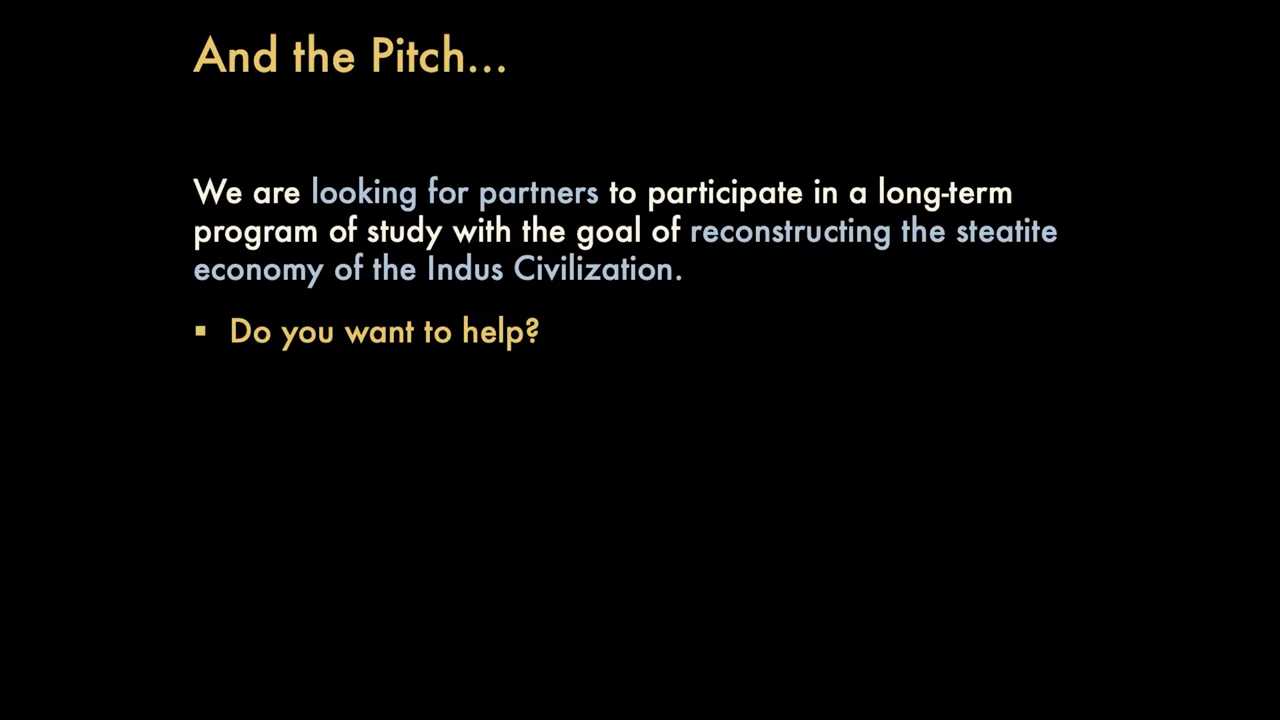 And the Pitch...
We are looking for partners to participate in a long-term
program of study with the goal of reconstructing the steatite
economy of the Indus Civilization.
▪ Do you want to help?